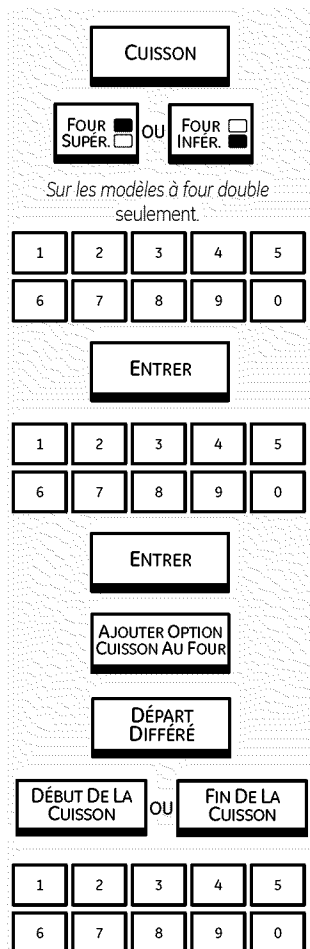 CUISSON
FOUR SUPÉR. OU FOUR INFÉR.
Sur les modèles à four double
seulement.
1 2 3 4 5
6 7 8 9 0
ENTRER
1 2 3 4 5
6 7 8 9 0
ENTRER
AJOUTER OPTION
CUISSON AU FOUR
DÉPART
DIFFÉRÉ
DÉBUT DE LA CUISSON OU FIN DE LA CUISSON
1 2 3 4 5
6 7 8 9 0